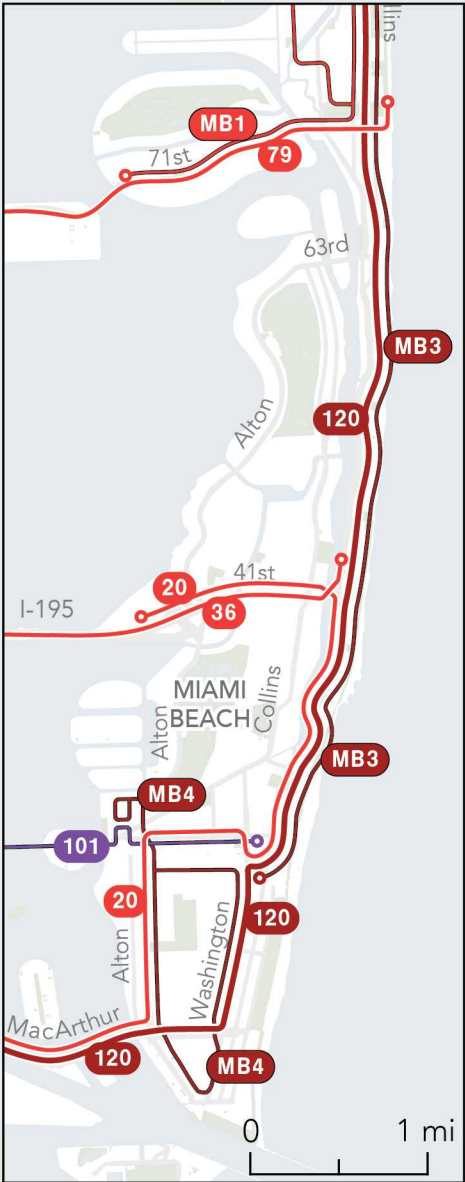 llins
MB1
71st
79
63rd
MB3
120
Alton
20
41st
36
I-195
MIAMI
BEACH
Collins
Alton
MB3
MB4
101
20
120
Washington
Alton
MacArthur
120
MB4
0
1 mi